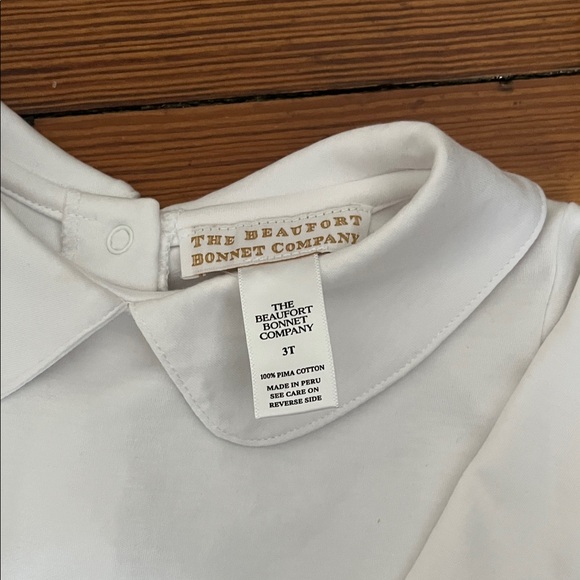 THE BEAUFORT
BONNET COMPANY
THE
BEAUFORT
BONNET
COMPANY
3T
100% PIMA COTTON
MADE IN PERU
SEE CARE ON
REVERSE SIDE